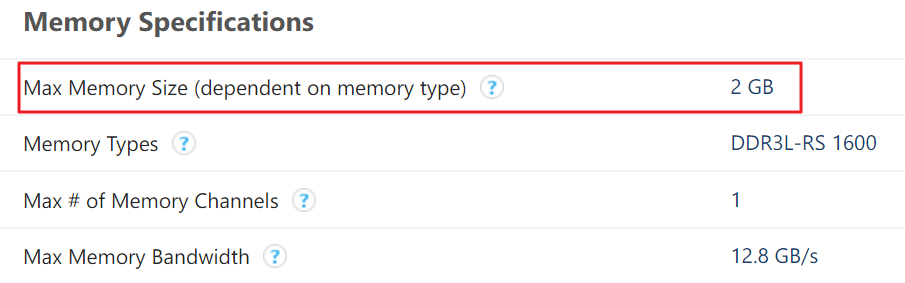 Memory Specifications
Max Memory Size (dependent on memory type) ? 2 GB
Memory Types ? DDR3L-RS 1600
Max # of Memory Channels ? 1
Max Memory Bandwidth ? 12.8 GB/s